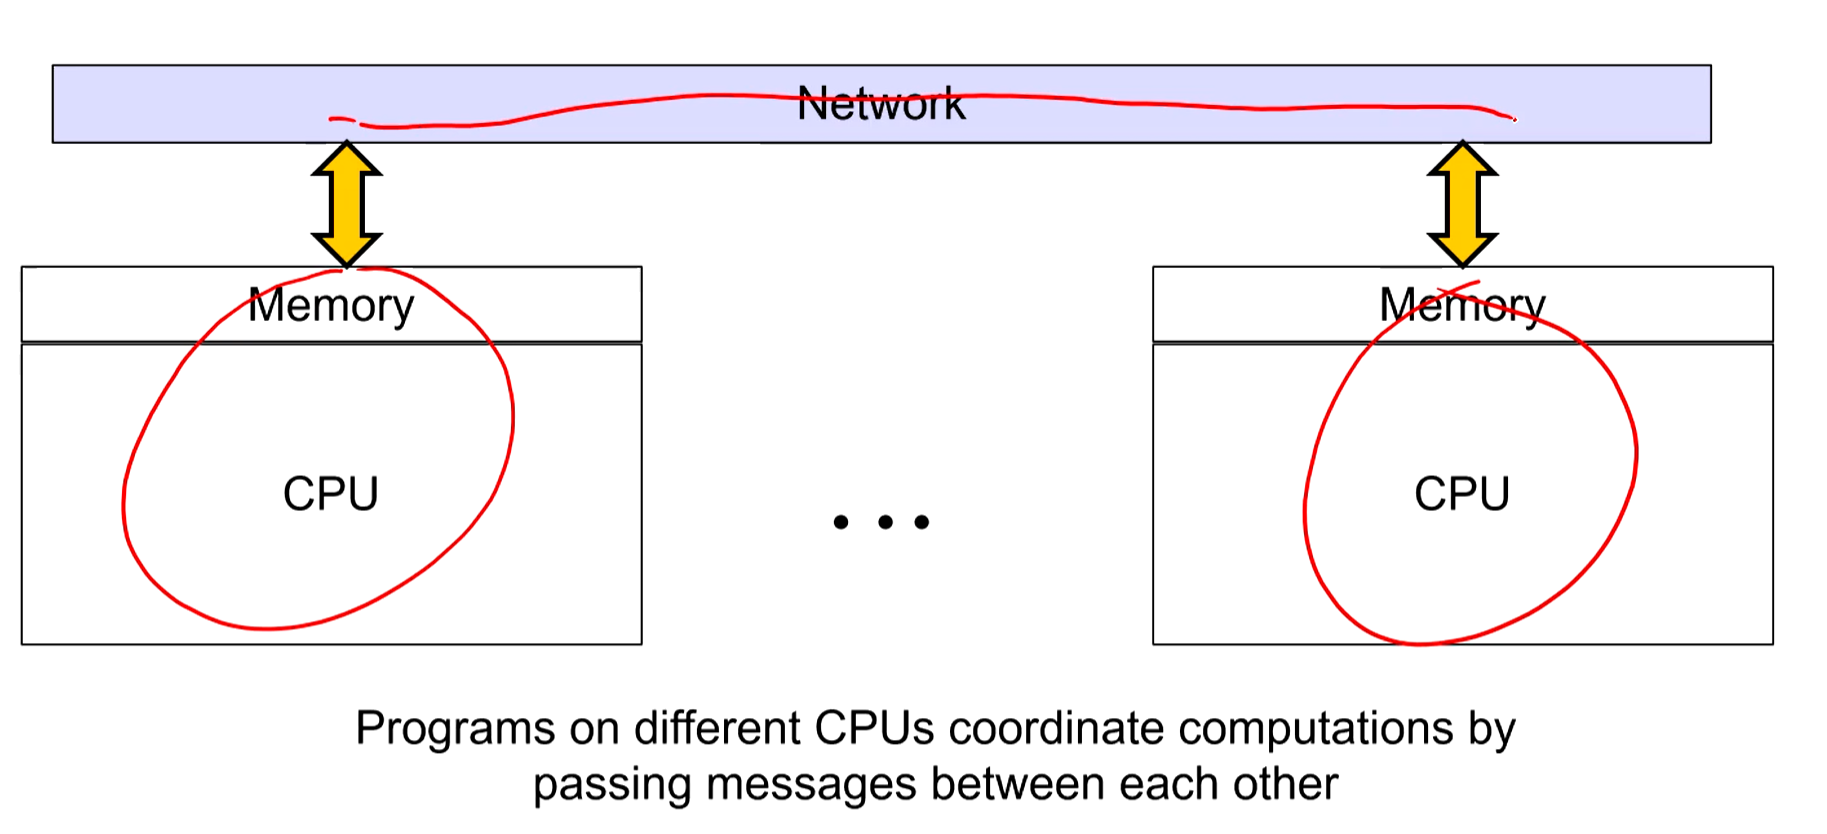 Network
Memory
Memory
CPU
CPU
. . .
Programs on different CPUs coordinate computations by
passing messages between each other